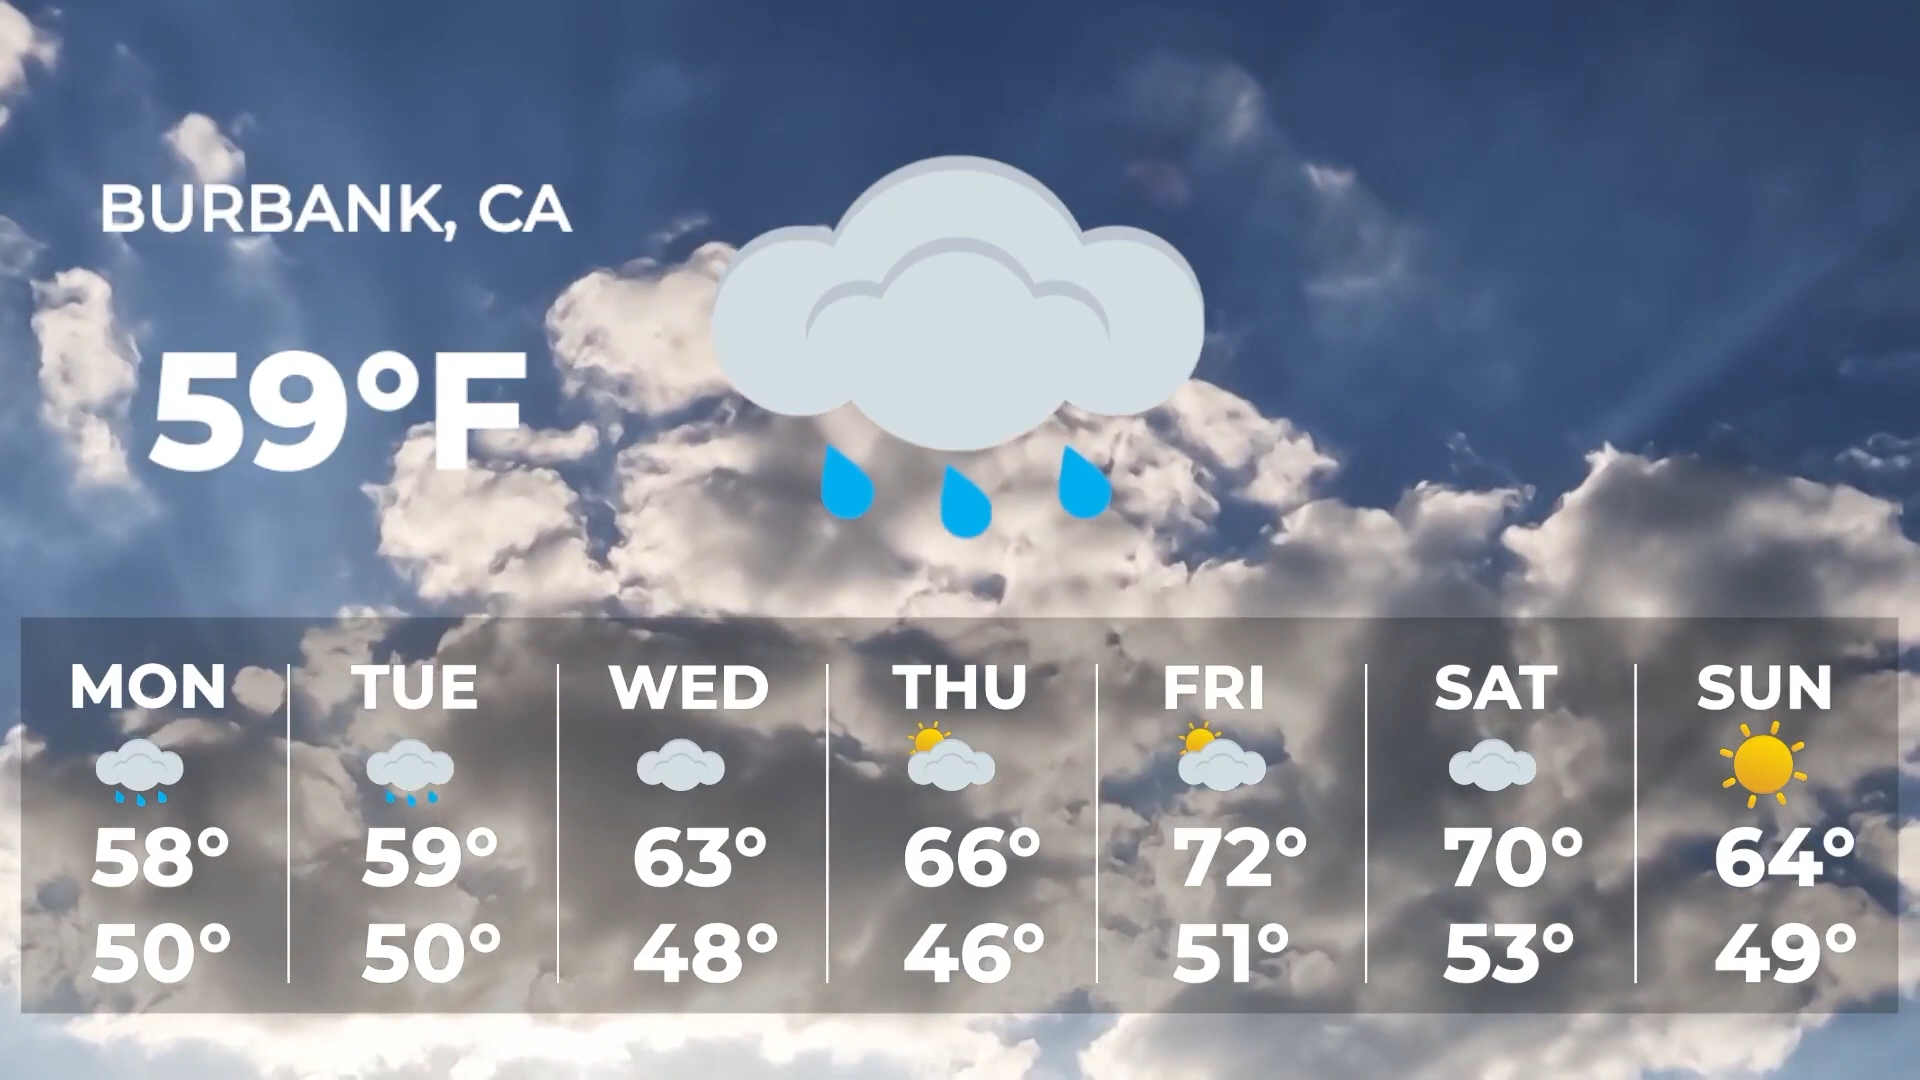 BURBANK, CA
59°F
MON TUE WED THU FRI SAT SUN
58° 59° 63° 66° 72° 70° 64°
50° 50° 48° 46° 51° 53° 49°